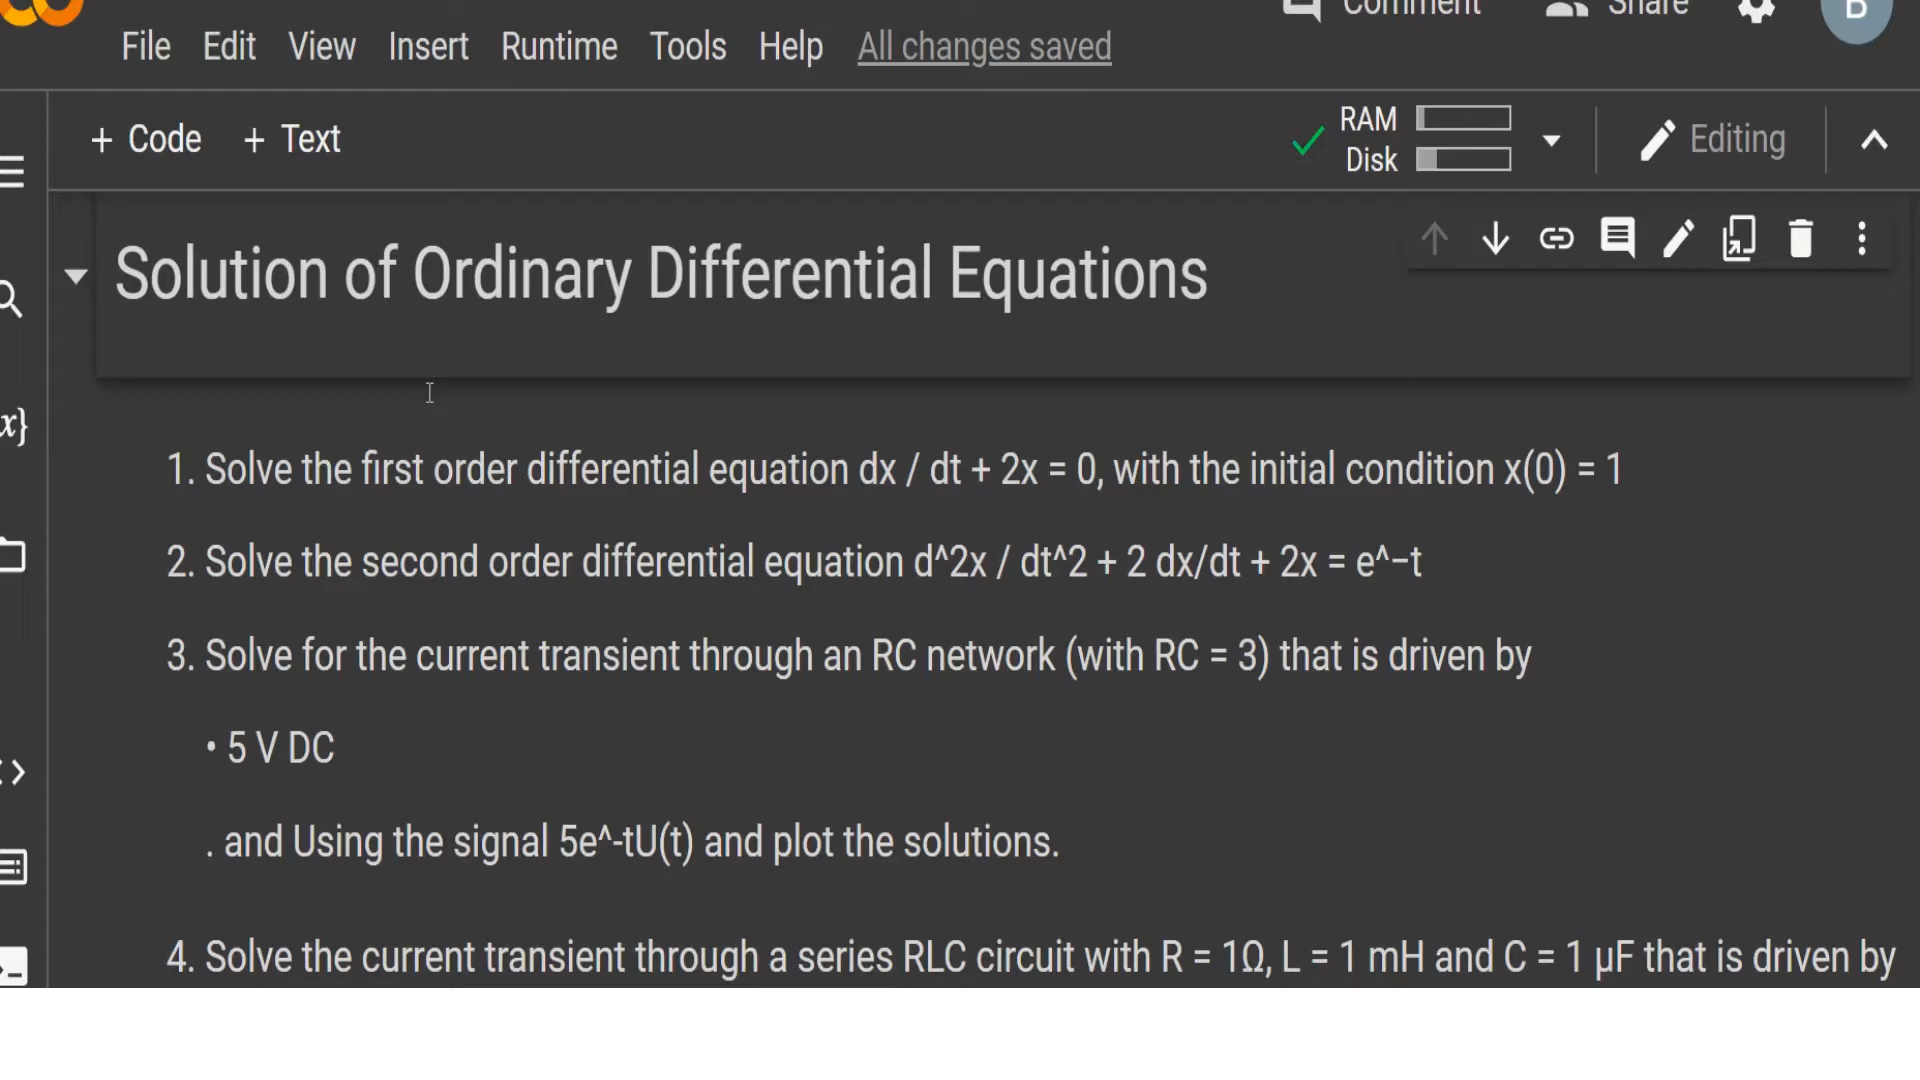 Comment Share B
File Edit View Insert Runtime Tools Help All changes saved
+ Code + Text RAM Disk Editing
Solution of Ordinary Differential Equations
{x}
1. Solve the first order differential equation dx / dt + 2x = 0, with the initial condition x(0) = 1
2. Solve the second order differential equation d^2x / dt^2 + 2 dx/dt + 2x = e^−t
3. Solve for the current transient through an RC network (with RC = 3) that is driven by
• 5 V DC
. and Using the signal 5e^-tU(t) and plot the solutions.
4. Solve the current transient through a series RLC circuit with R = 1Ω, L = 1 mH and C = 1 μF that is driven by